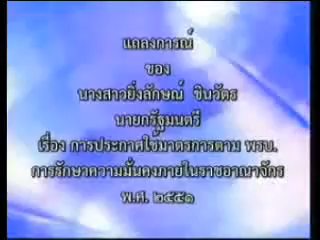 แถลงการณ์
ของ
นางสาวยิ่งลักษณ์ ชินวัตร
นายกรัฐมนตรี
เรื่อง การประกาศใช้มาตรการตาม พรบ.
การรักษาความมั่นคงภายในราชอาณาจักร
พ.ศ. ๒๕๕๑